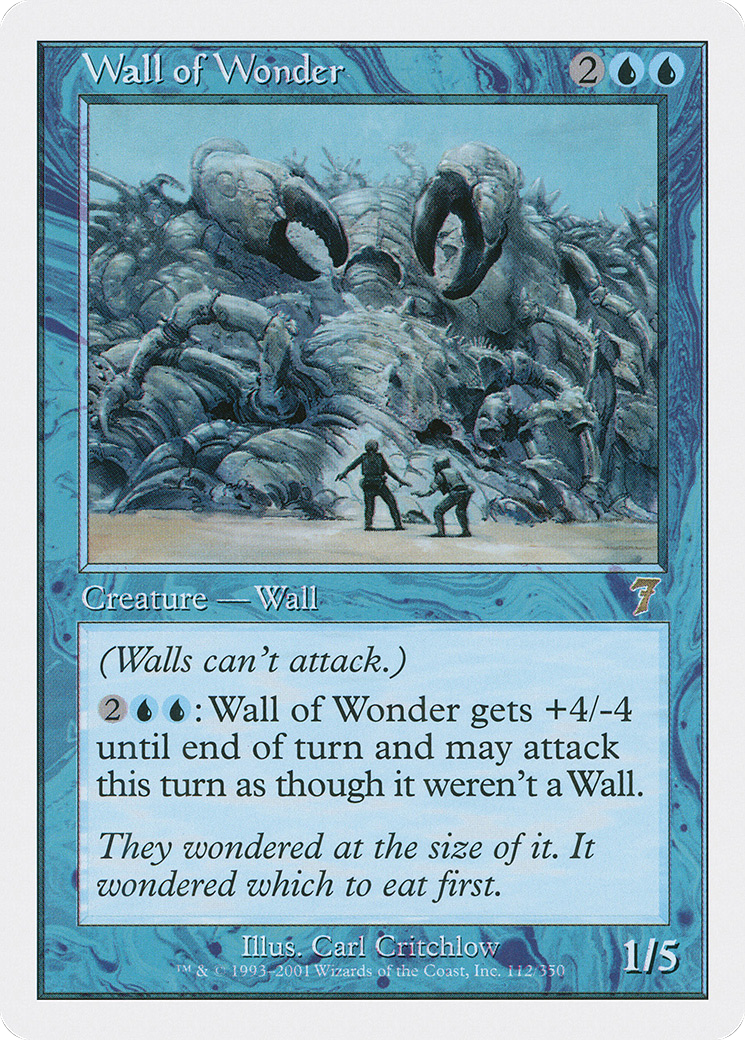 Wall of Wonder 2
Creature — Wall 7
(Walls can't attack.)
2 : Wall of Wonder gets +4/-4
until end of turn and may attack
this turn as though it weren't a Wall.
They wondered at the size of it. It
wondered which to eat first.
Illus. Carl Critchlow
™ & © 1993–2001 Wizards of the Coast, Inc. 112/350
1/5